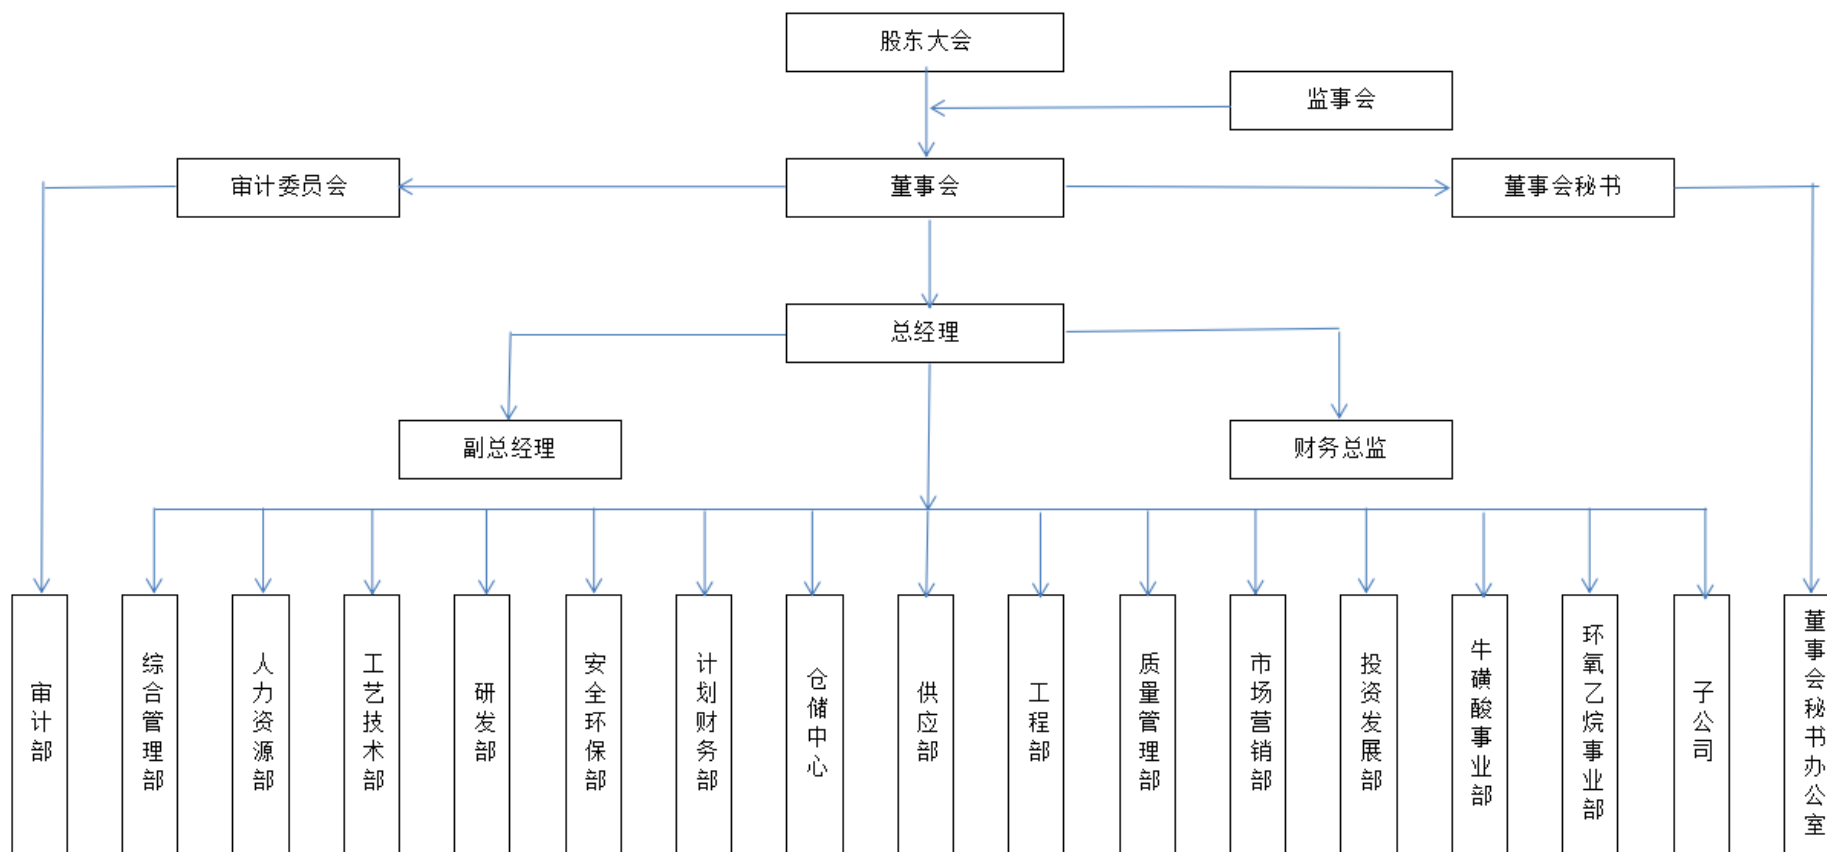 股东大会
监事会
审计委员会
董事会
董事会秘书
总经理
副总经理
财务总监
审计部
综合管理部
人力资源部
工艺技术部
研发部
安全环保部
计划财务部
仓储中心
供应部
工程部
质量管理部
市场营销部
投资发展部
牛磺酸事业部
环氧乙烷事业部
子公司
董事会秘书办公室